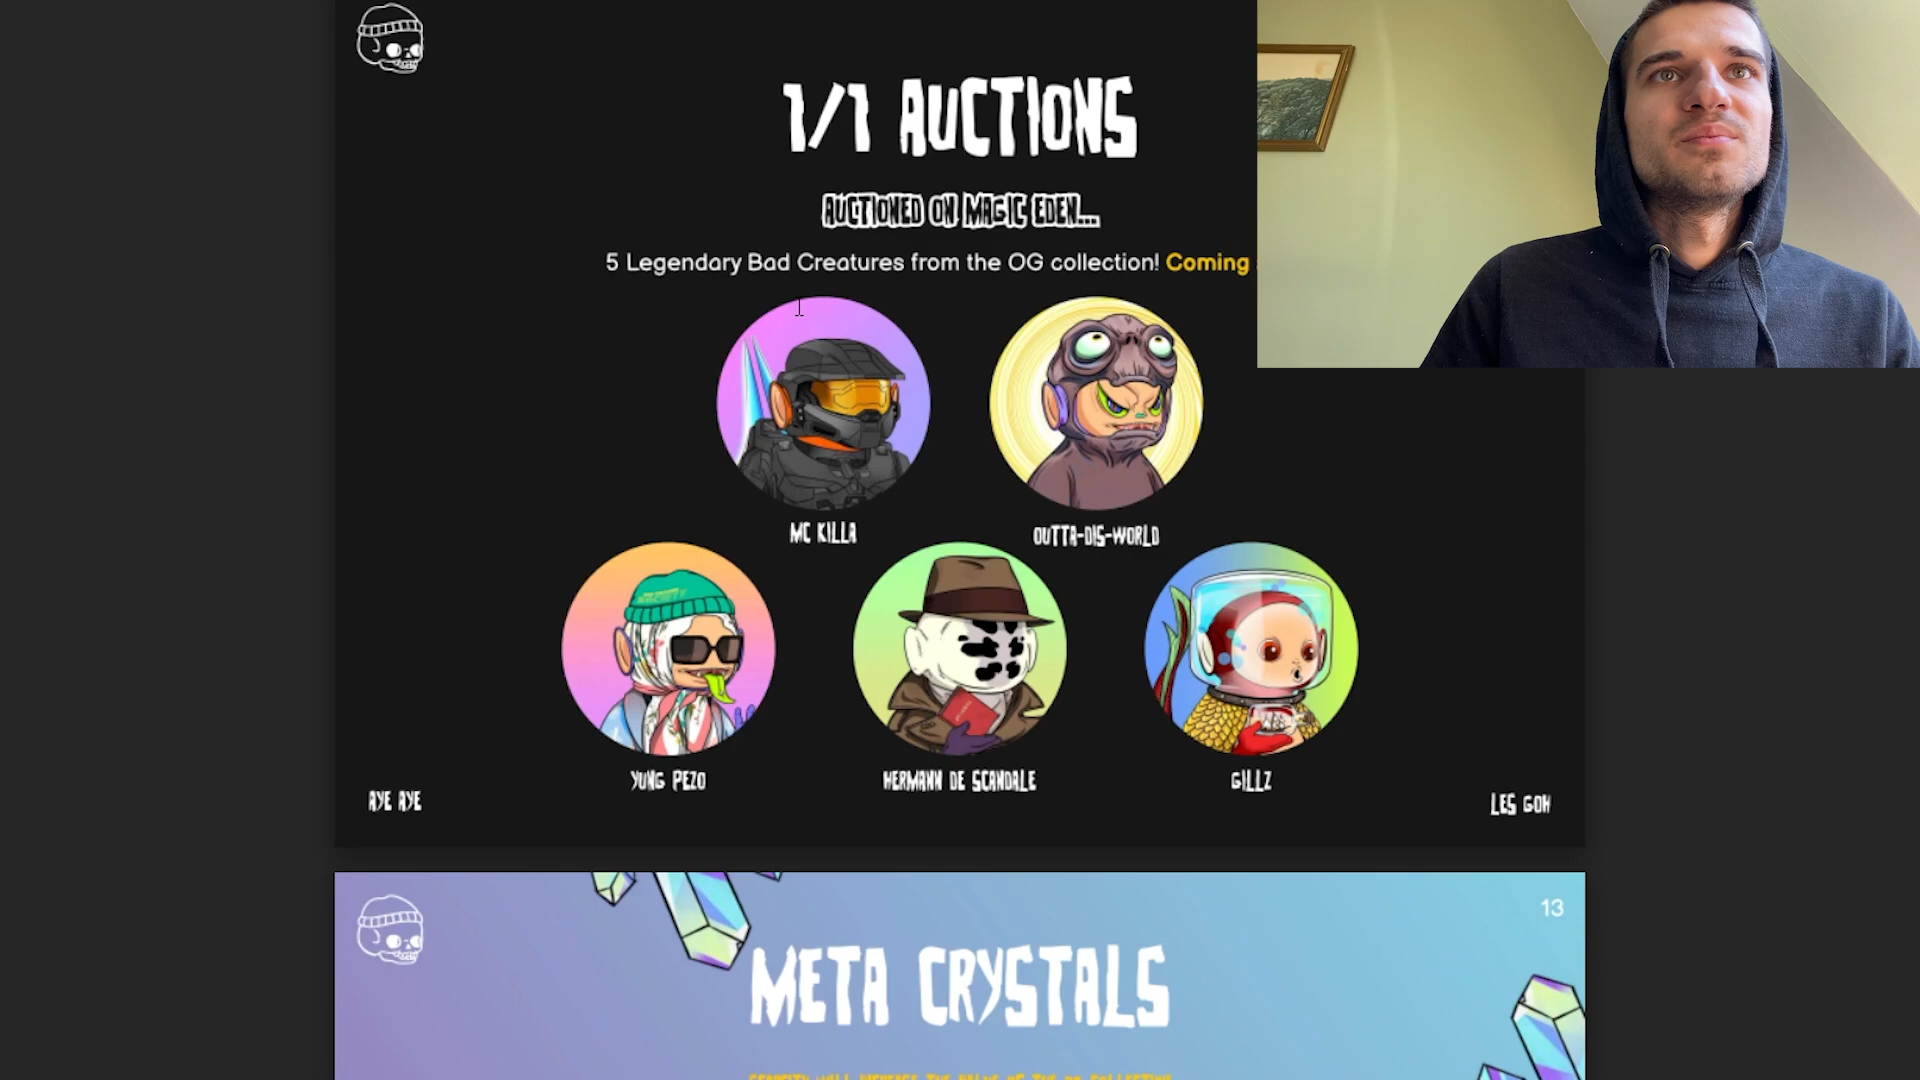 1/1 AUCTIONS
AUCTIONED ON MAGIC EDEN...
5 Legendary Bad Creatures from the OG collection! Coming
MC KILLA
OUTTA-DIS-WORLD
YUNG PEZO
HERMANN DE SCANDALE
GILLZ
AYE AYE
LES GOH
13
META CRYSTALS